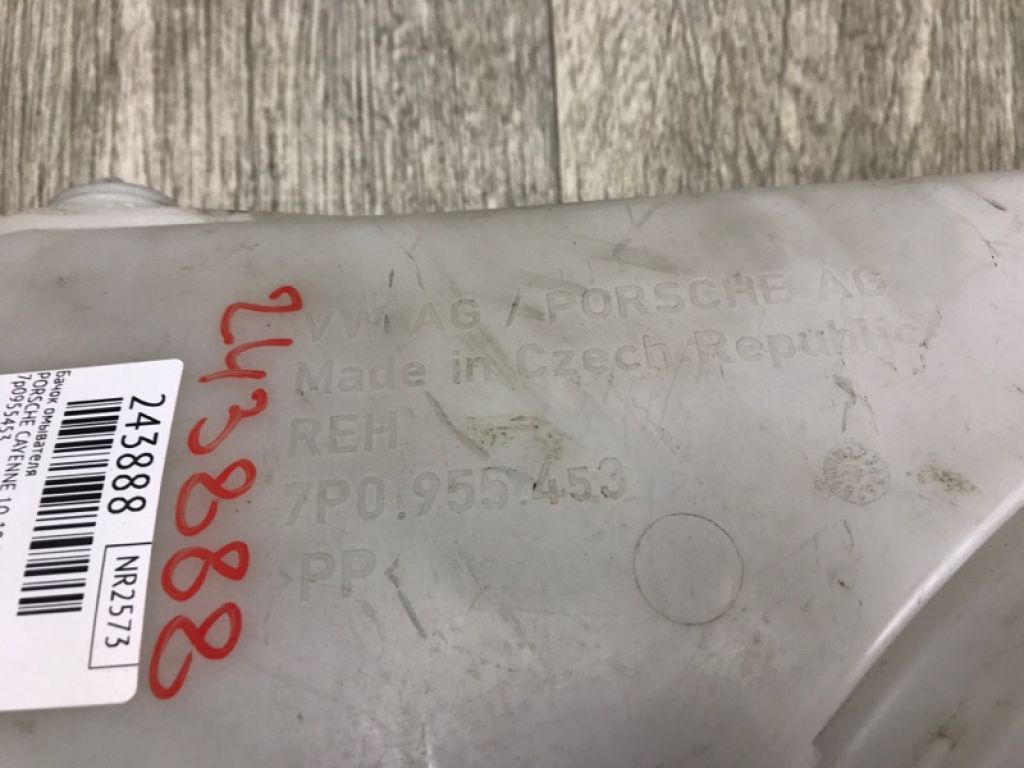 VW AG / PORSCHE AG
Made in Czech Republic
REH
7P0.955.453
>PP<
243888
243888
NR2573
Бачок омывателя
PORSCHE CAYENNE
7P0955453